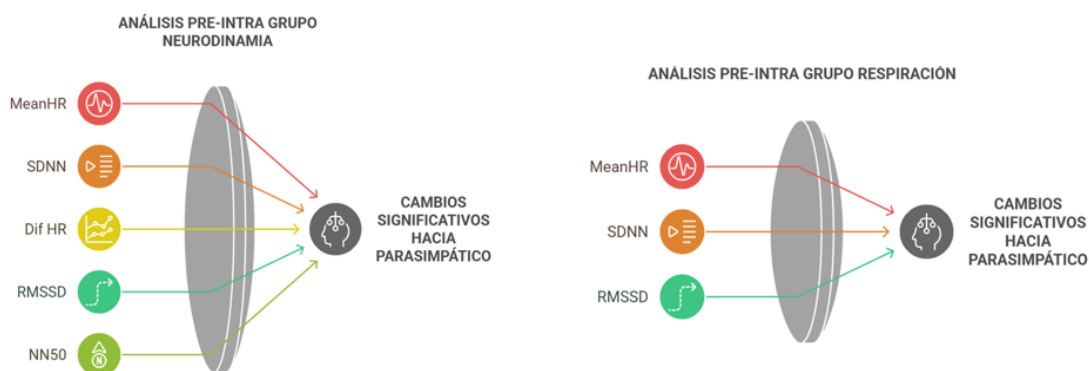 ANÁLISIS PRE-INTRA GRUPO
NEURODINAMIA
MeanHR
SDNN
Dif HR
RMSSD
NN50
N
CAMBIOS
SIGNIFICATIVOS
HACIA
PARASIMPÁTICO
ANÁLISIS PRE-INTRA GRUPO RESPIRACIÓN
MeanHR
SDNN
RMSSD
CAMBIOS
SIGNIFICATIVOS
HACIA
PARASIMPÁTICO